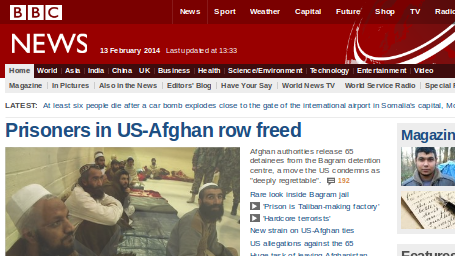 BBC News Sport Weather Capital Future Shop TV Radio
NEWS 13 February 2014 Last updated at 13:33
Home World Asia India China UK Business Health Science/Environment Technology Entertainment Video
Magazine In Pictures Also in the News Editors' Blog Have Your Say World News TV World Service Radio Special
LATEST: At least six people die after a car bomb explodes close to the gate of the international airport in Somalia's capital,
Prisoners in US-Afghan row freed
Afghan authorities release 65
detainees from the Bagram detention
centre, a move the US condemns as
"deeply regretable". 192
Rare look inside Bagram jail
'Prison is Taliban-making factory'
'Hardcore terrorists'
New strain on US-Afghan ties
US allegations against the 65
Huge task of leaving Afghanistan
Magazin
Features